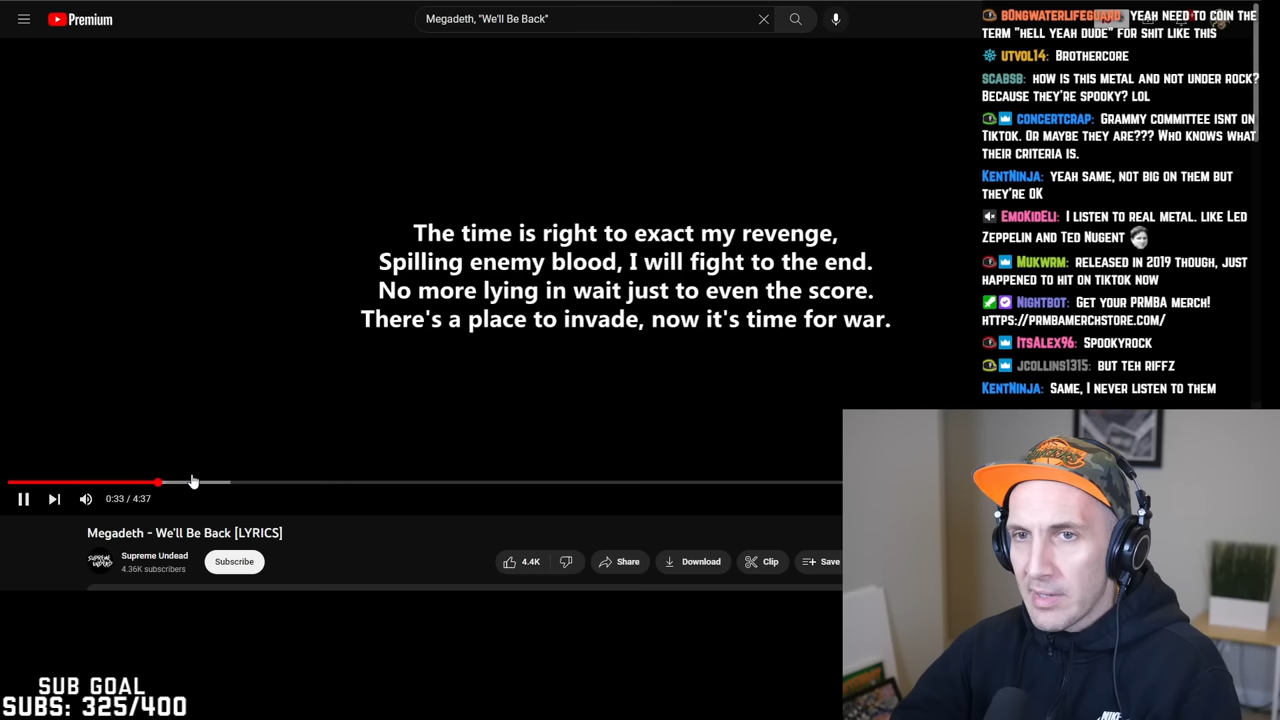 Premium
Megadeth, "We'll Be Back"
The time is right to exact my revenge,
Spilling enemy blood, I will fight to the end.
No more lying in wait just to even the score.
There's a place to invade, now it's time for war.
0:33 / 4:37
Megadeth - We'll Be Back [LYRICS]
Supreme Undead
4.36K subscribers
Subscribe
4.4K
Share
Download
Clip
Save
SUB GOAL
SUBS: 325/400
B0NGWATERLIFEGUARD: YEAH NEED TO COIN THE
TERM "HELL YEAH DUDE" FOR SHIT LIKE THIS
UTVOL14: BROTHERCORE
SCABSB: HOW IS THIS METAL AND NOT UNDER ROCK?
BECAUSE THEY'RE SPOOKY? LOL
CONCERTCRAP: GRAMMY COMMITTEE ISNT ON
TIKTOK. OR MAYBE THEY ARE??? WHO KNOWS WHAT
THEIR CRITERIA IS.
KENTNINJA: YEAH SAME, NOT BIG ON THEM BUT
THEY'RE OK
EMOKIDELI: I LISTEN TO REAL METAL. LIKE LED
ZEPPELIN AND TED NUGENT
MUKWRM: RELEASED IN 2019 THOUGH, JUST
HAPPENED TO HIT ON TIKTOK NOW
NIGHTBOT: GET YOUR PRMBA MERCH!
HTTPS://PRMBAMERCHSTORE.COM/
ITSALEX96: SPOOKYROCK
JCOLLINS1315: BUT TEH RIFFZ
KENTNINJA: SAME, I NEVER LISTEN TO THEM
NIKE